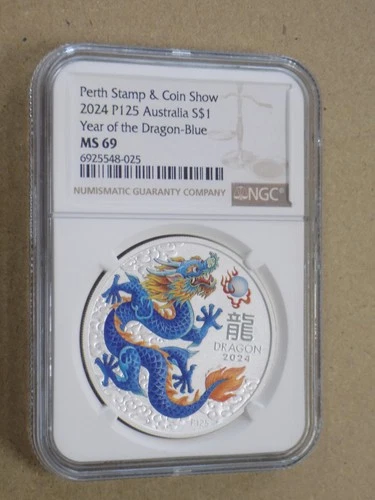 Perth Stamp & Coin Show
2024 P125 Australia S$1
Year of the Dragon-Blue
MS 69
6925548-025
NUMISMATIC GUARANTY COMPANY
NGC
龍
DRAGON
2024
P125